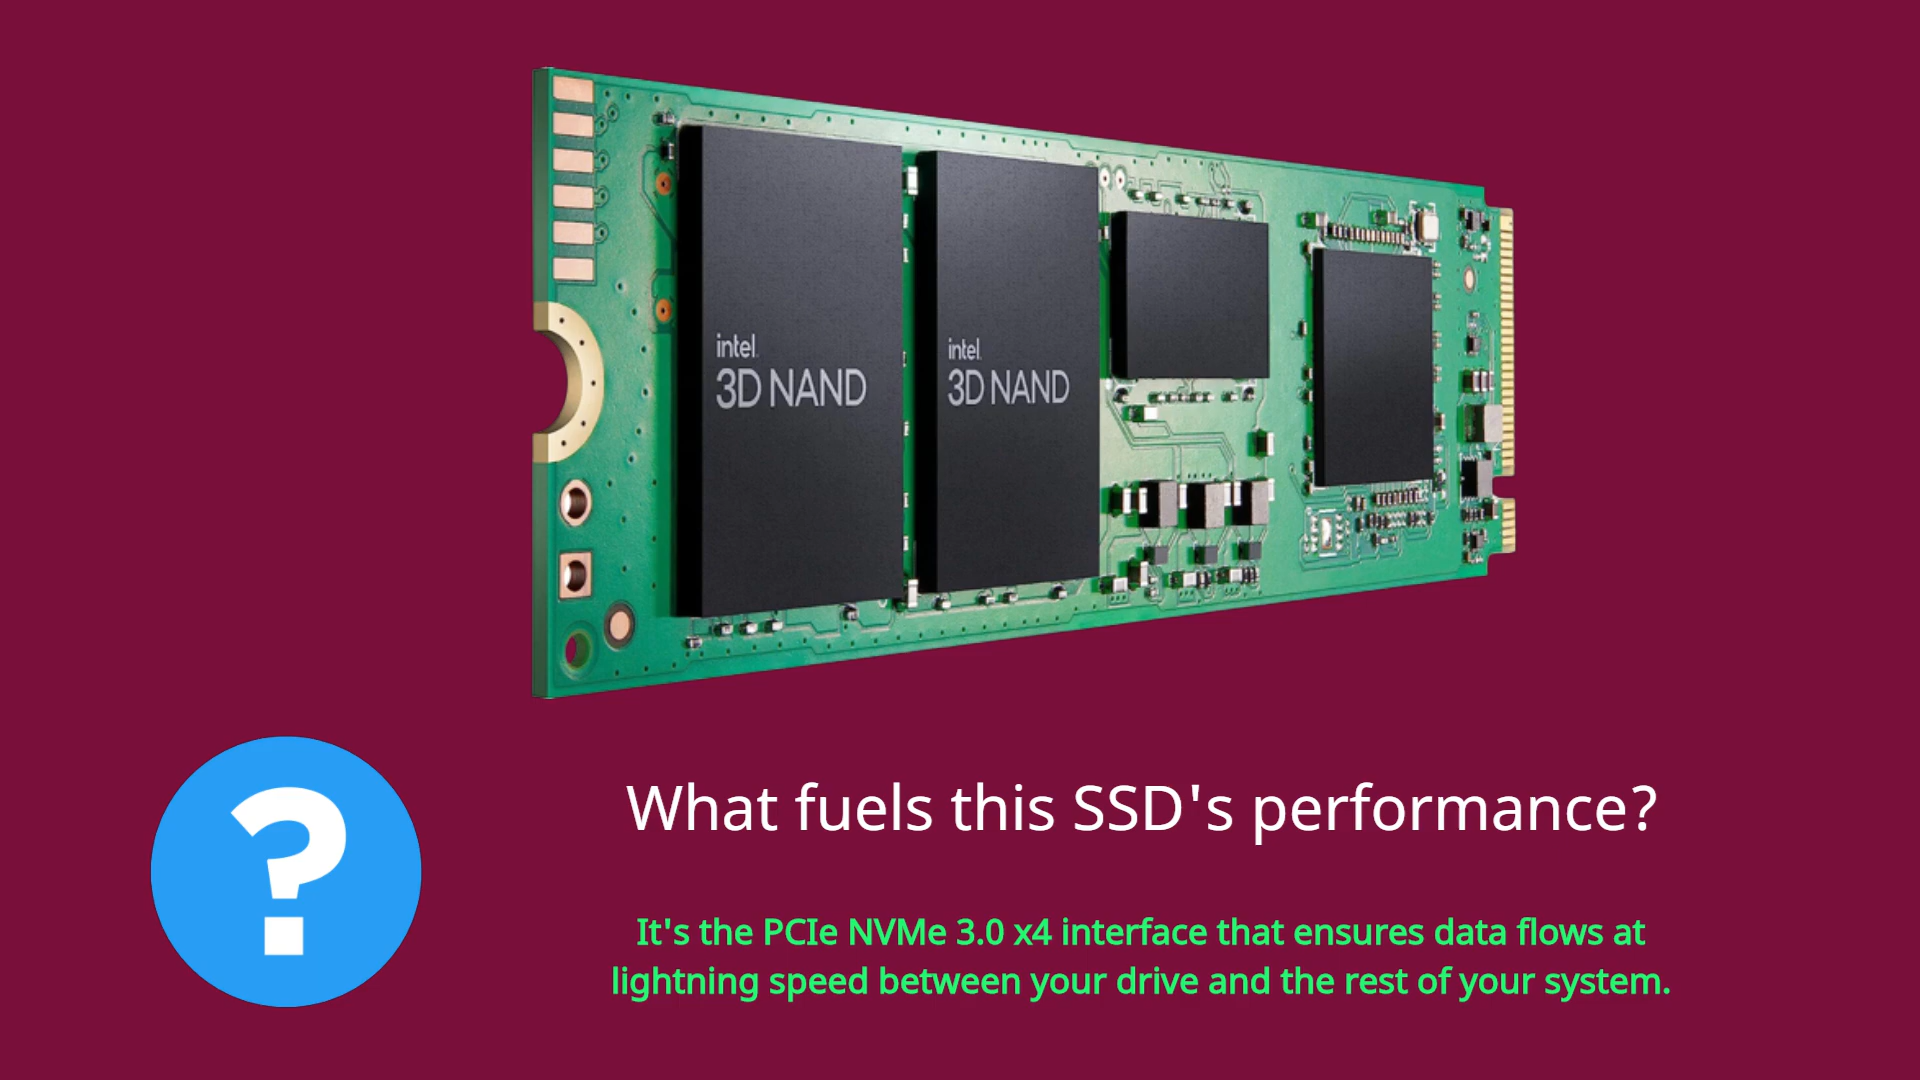 intel
3D NAND
intel
3D NAND
?
What fuels this SSD's performance?
It's the PCIe NVMe 3.0 x4 interface that ensures data flows at
lightning speed between your drive and the rest of your system.